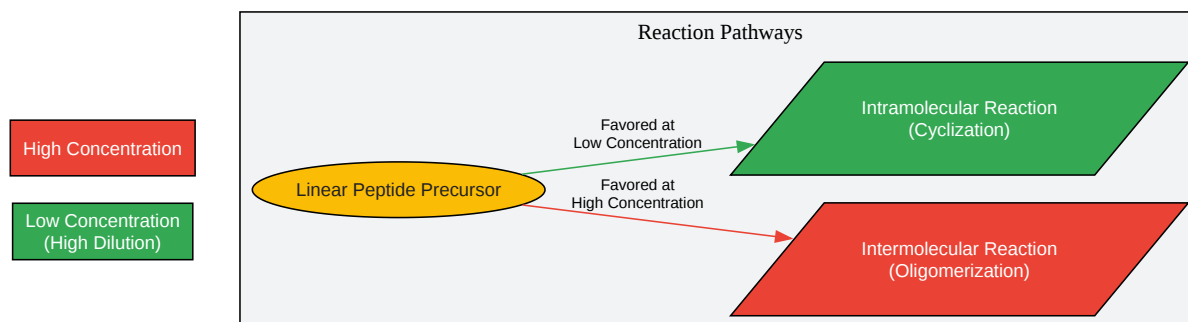 Reaction Pathways
High Concentration
Low Concentration
(High Dilution)
Linear Peptide Precursor
Favored at
Low Concentration
Favored at
High Concentration
Intramolecular Reaction
(Cyclization)
Intermolecular Reaction
(Oligomerization)